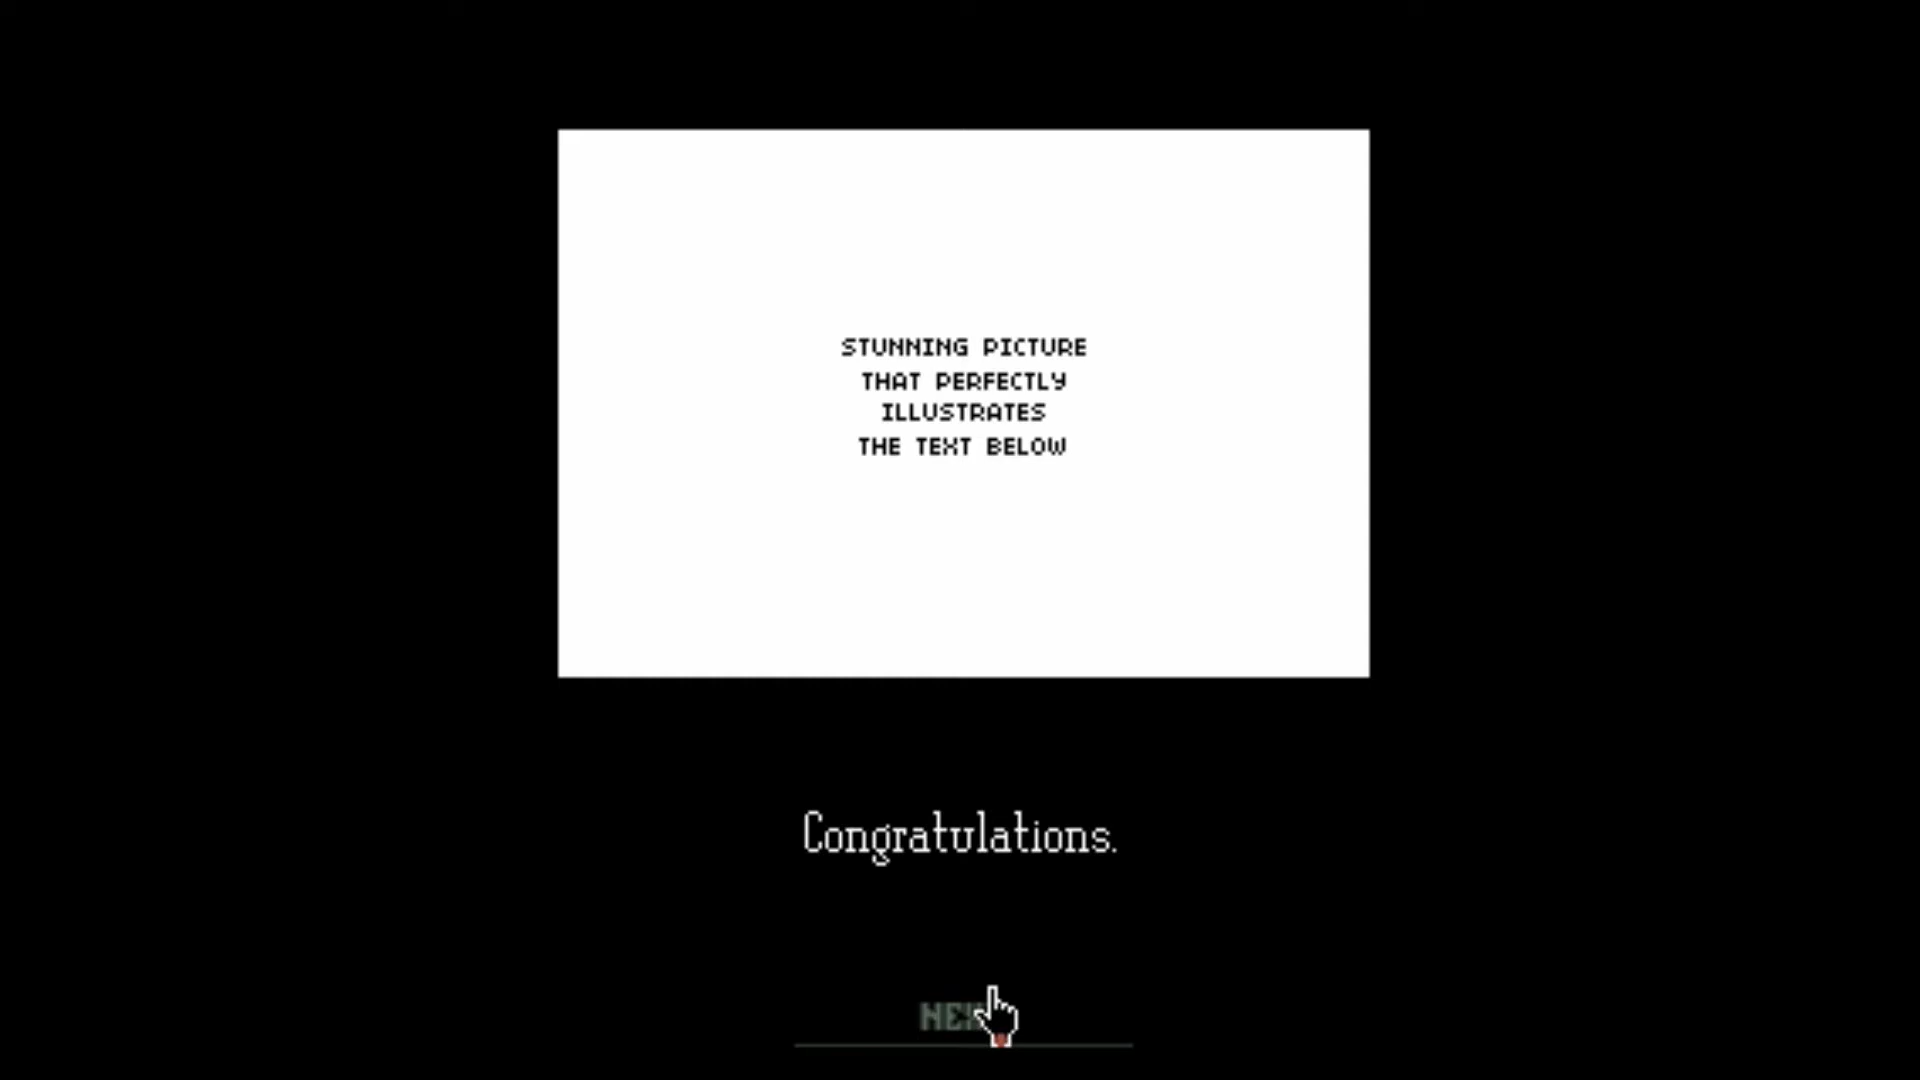 STUNNING PICTURE
THAT PERFECTLY
ILLUSTRATES
THE TEXT BELOW
Congratulations.